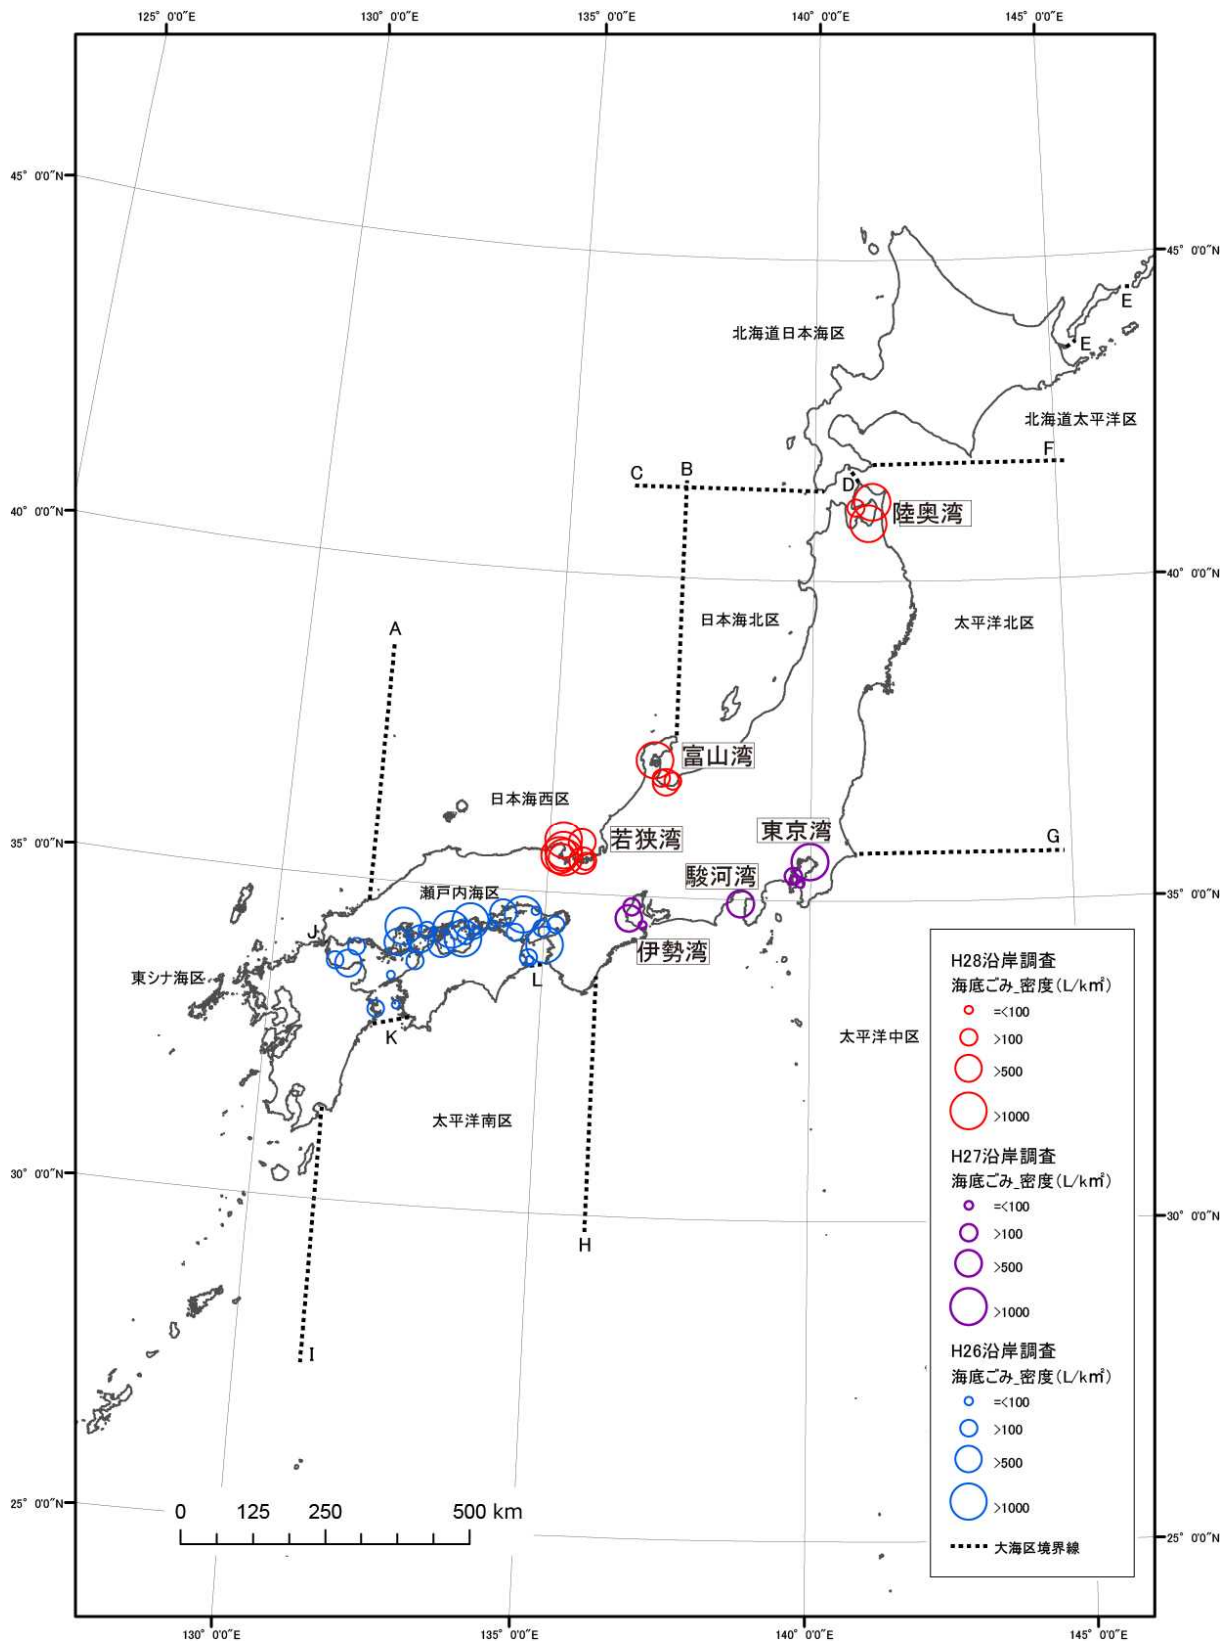 125° 0′0″E
130° 0′0″E
135° 0′0″E
140° 0′0″E
145° 0′0″E
45° 0′0″N
45° 0′0″N
E
北海道日本海区
E
北海道太平洋区
F
B
C
D
40° 0′0″N
陸奥湾
40° 0′0″N
日本海北区
太平洋北区
A
富山湾
日本海西区
35° 0′0″N
若狭湾
東京湾
G
駿河湾
瀬戸内海区
35° 0′0″N
J
伊勢湾
東シナ海区
L
K
太平洋中区
太平洋南区
30° 0′0″N
30° 0′0″N
H
I
H28沿岸調査
海底ごみ_密度(L/k㎡)
=<100
>100
>500
>1000
H27沿岸調査
海底ごみ_密度(L/k㎡)
=<100
>100
>500
>1000
H26沿岸調査
海底ごみ_密度(L/k㎡)
=<100
>100
>500
>1000
大海区境界線
25° 0′0″N
25° 0′0″N
0 125 250 500 km
130° 0′0″E
135° 0′0″E
140° 0′0″E
145° 0′0″E